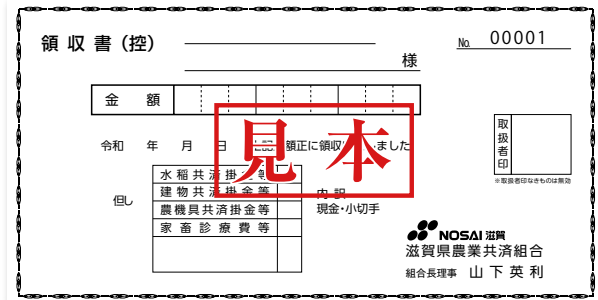 領収書(控)
№ 00001
様
金額
令和 年 月 日 上記金額正に領収いたしました
見本
取扱者印
※取扱者印なきものは無効
但し
水稲共済掛金等
建物共済掛金等
農機具共済掛金等
家畜診療費等
内訳
現金・小切手
NOSAI 滋賀
滋賀県農業共済組合
組合長理事 山下英利